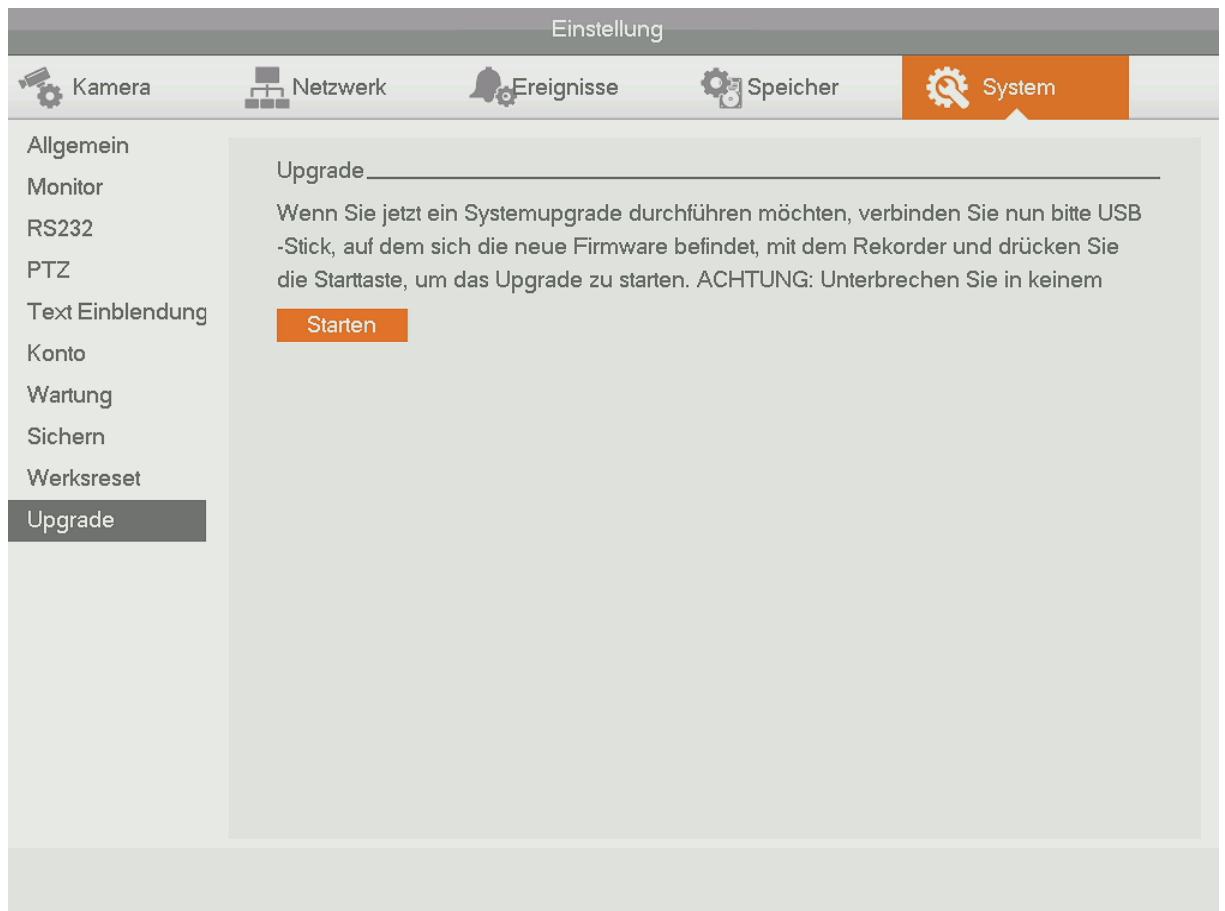 Einstellung
Kamera
Netzwerk
Ereignisse
Speicher
System
Allgemein
Monitor
RS232
PTZ
Text Einblendung
Konto
Wartung
Sichern
Werksreset
Upgrade
Upgrade
Wenn Sie jetzt ein Systemupgrade durchführen möchten, verbinden Sie nun bitte USB
-Stick, auf dem sich die neue Firmware befindet, mit dem Rekorder und drücken Sie
die Starttaste, um das Upgrade zu starten. ACHTUNG: Unterbrechen Sie in keinem
Starten